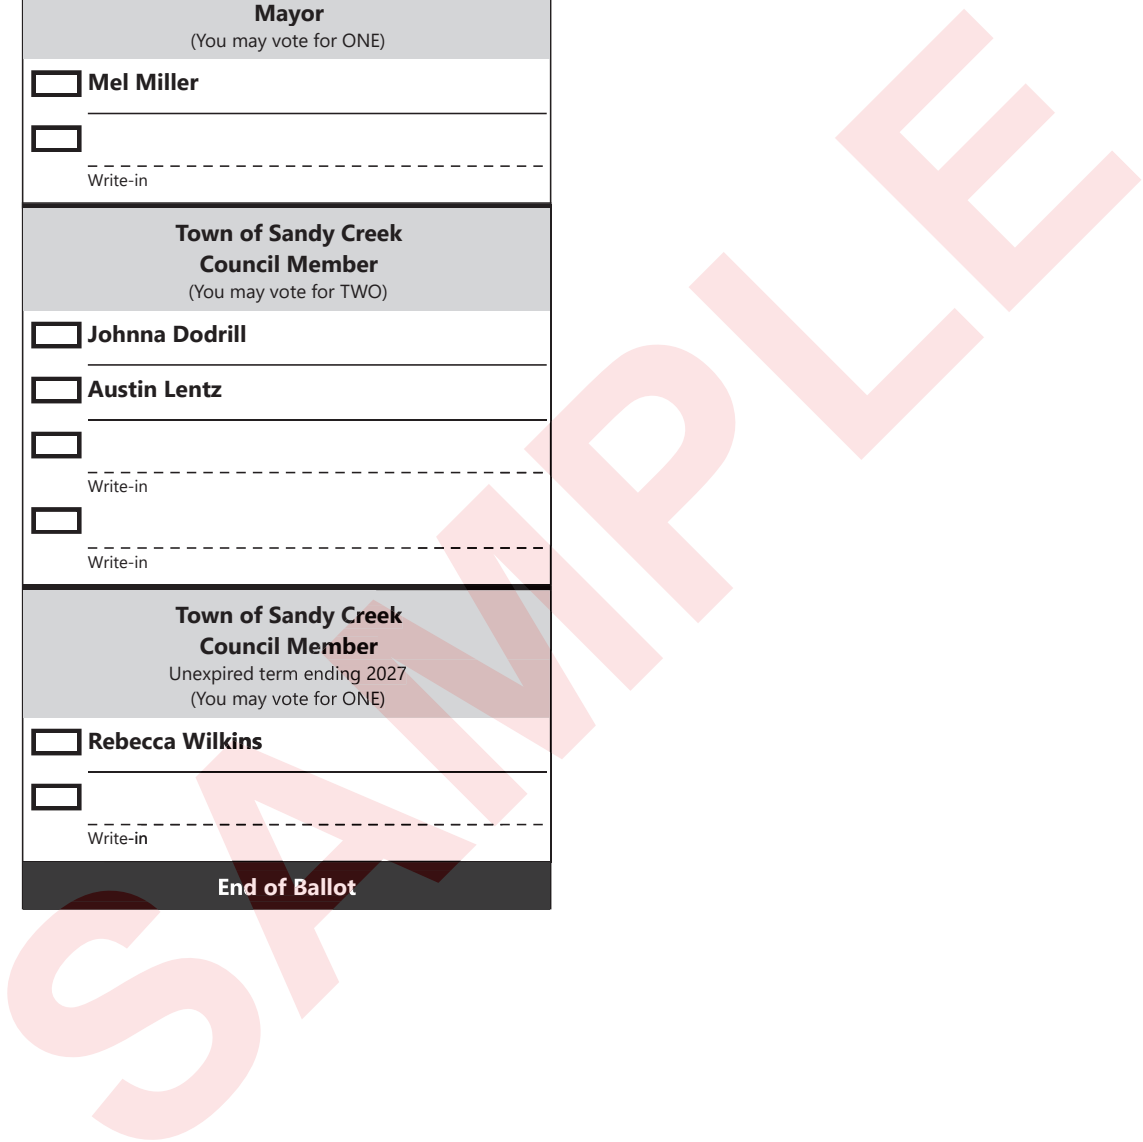 Mayor
(You may vote for ONE)
Mel Miller
Write-in
Town of Sandy Creek
Council Member
(You may vote for TWO)
Johnna Dodrill
Austin Lentz
Write-in
Write-in
Town of Sandy Creek
Council Member
Unexpired term ending 2027
(You may vote for ONE)
Rebecca Wilkins
Write-in
End of Ballot
SAMPLE